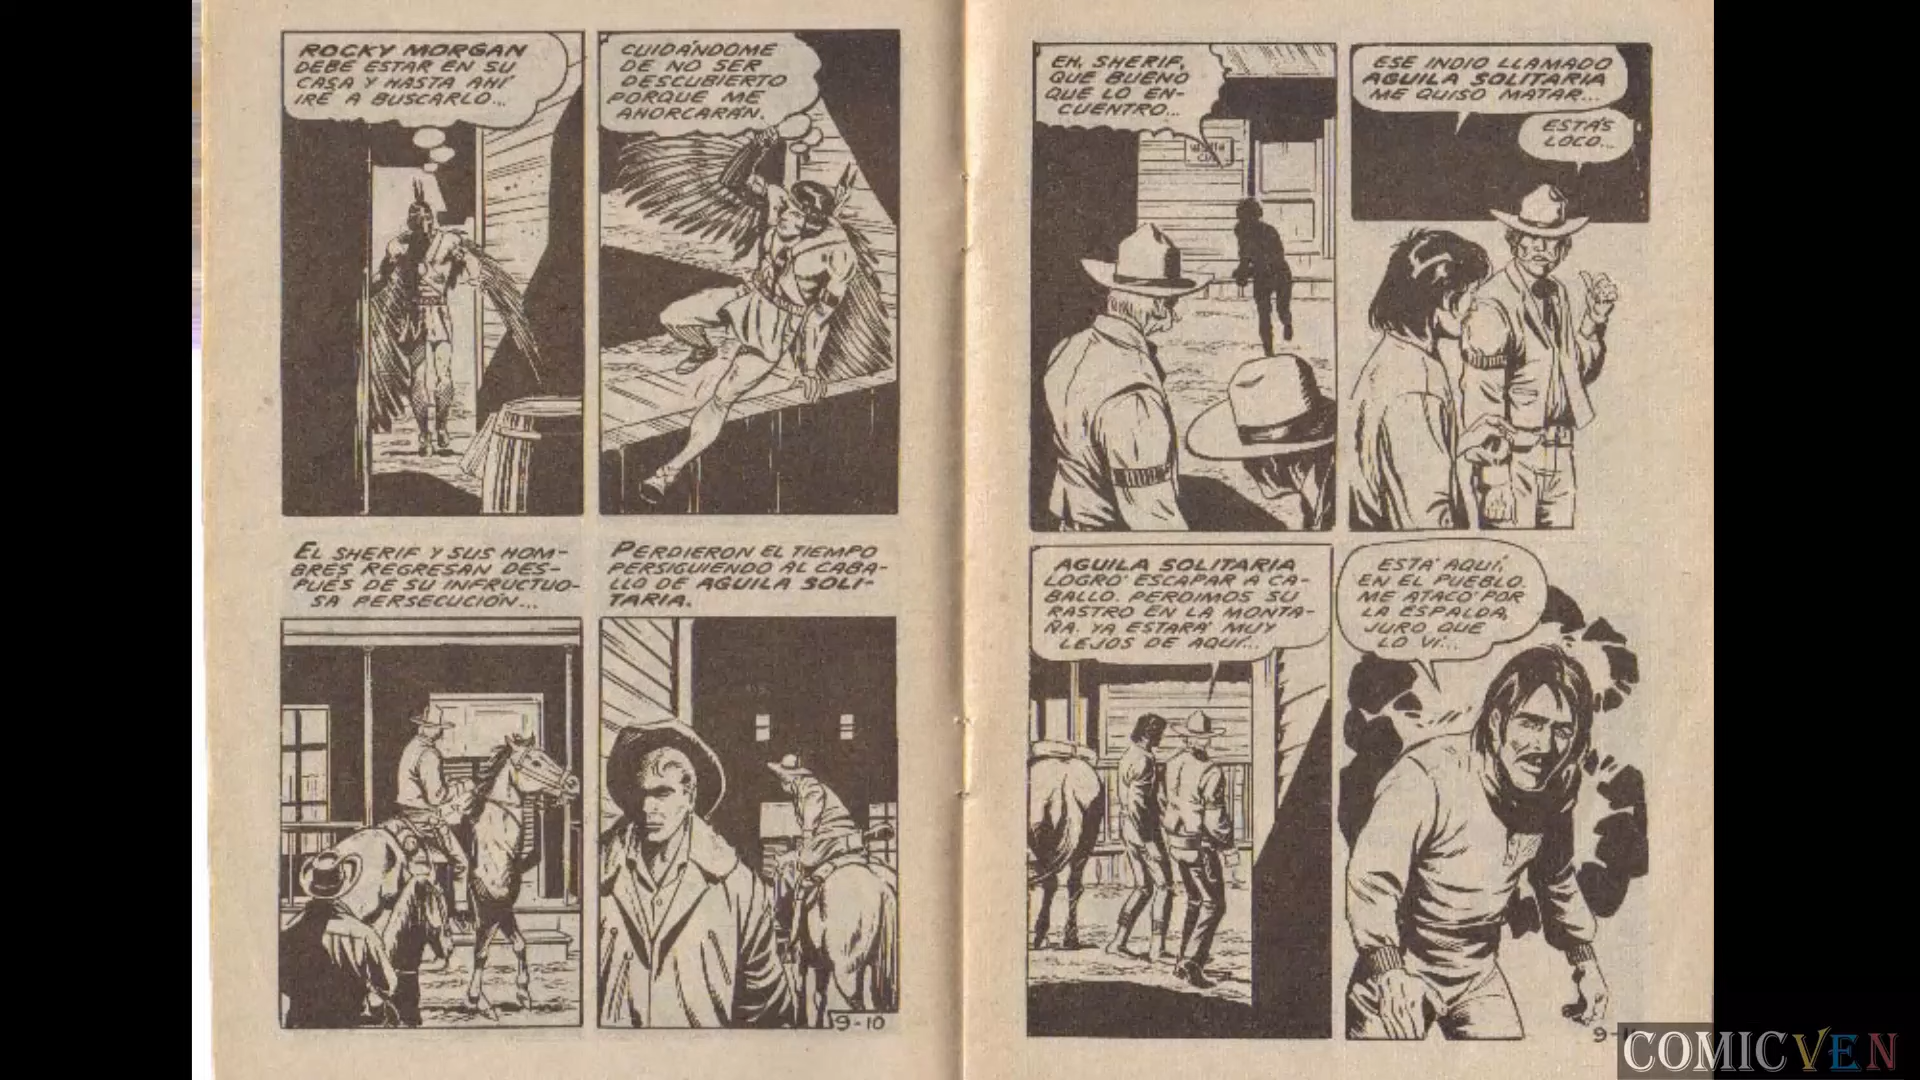 ROCKY MORGAN
DEBE ESTAR EN SU
CASA Y HASTA AHÍ
IRÉ A BUSCARLO...
CUIDÁNDOME
DE NO SER
DESCUBIERTO
PORQUE ME
AHORCARÁN.
EL SHERIF Y SUS HOM-
BRES REGRESAN DES-
PUÉS DE SU INFRUCTUO-
SA PERSECUCIÓN...
PERDIERON EL TIEMPO
PERSIGUIENDO AL CABA-
LLO DE AGUILA SOLI-
TARIA.
9-10
EH, SHERIF,
QUE BUENO
QUE LO EN-
CUENTRO...
ESE INDIO LLAMADO
AGUILA SOLITARIA
ME QUISO MATAR...
ESTÁS
LOCO...
AGUILA SOLITARIA
LOGRÓ ESCAPAR A CA-
BALLO. PERDIMOS SU
RASTRO EN LA MONTA-
ÑA. YA ESTARÁ MUY
LEJOS DE AQUÍ...
ESTÁ AQUÍ,
EN EL PUEBLO.
ME ATACÓ POR
LA ESPALDA,
JURO QUE
LO VÍ...
COMICVEN